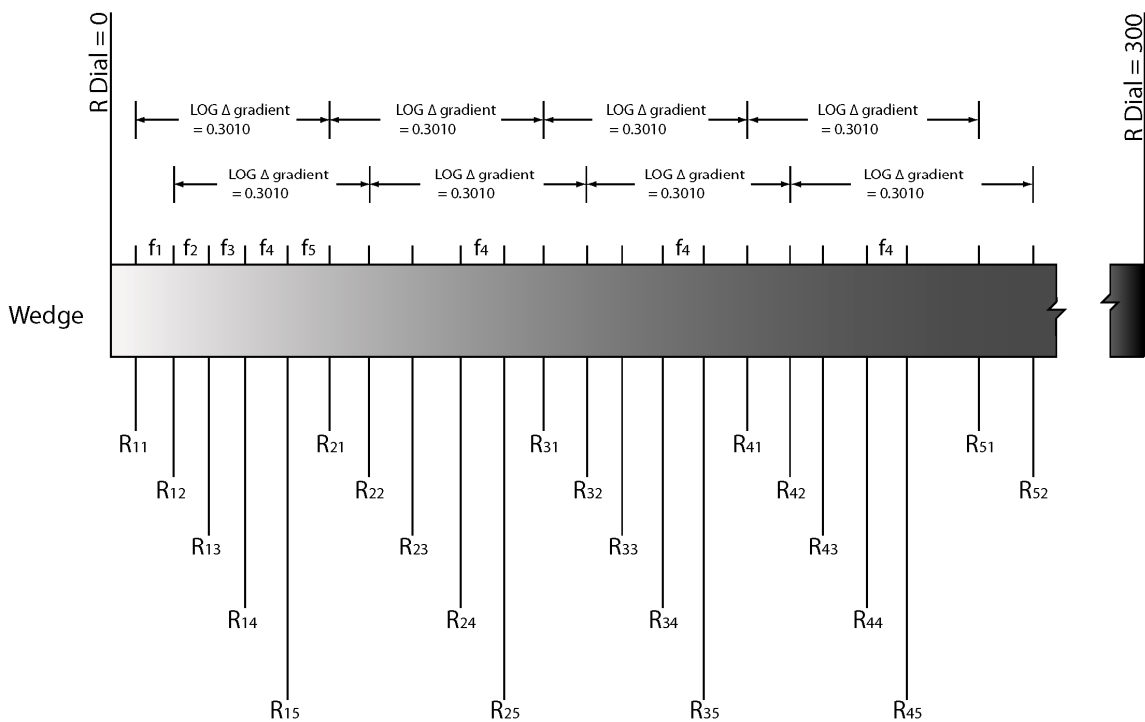 R Dial = 0
R Dial = 300
LOG Δ gradient
= 0.3010
LOG Δ gradient
= 0.3010
LOG Δ gradient
= 0.3010
LOG Δ gradient
= 0.3010
LOG Δ gradient
= 0.3010
LOG Δ gradient
= 0.3010
LOG Δ gradient
= 0.3010
LOG Δ gradient
= 0.3010
f1 f2 f3 f4 f5 f4 f4 f4
Wedge
R11 R21 R31 R41 R51
R12 R22 R32 R42 R52
R13 R23 R33 R43
R14 R24 R34 R44
R15 R25 R35 R45